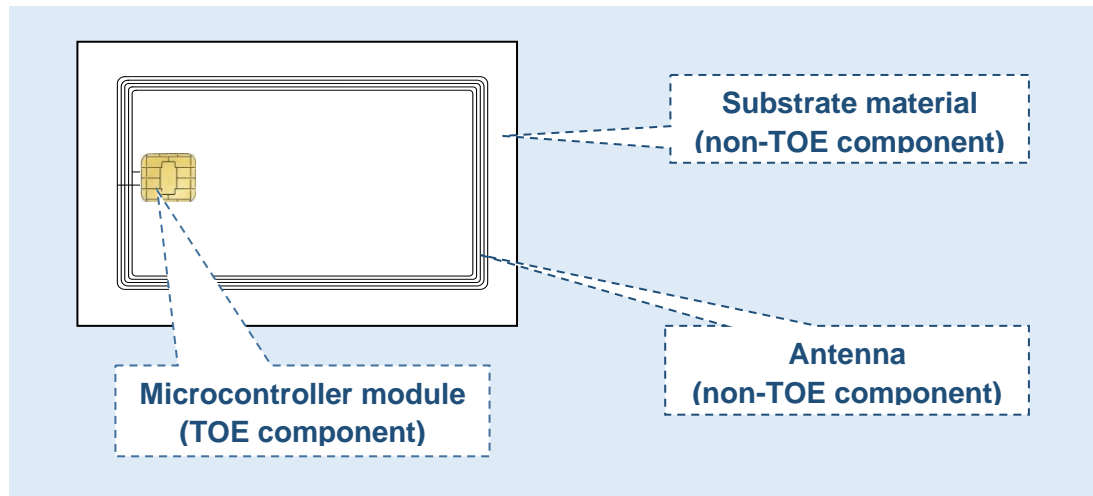 Substrate material
(non-TOE component)
Antenna
(non-TOE component)
Microcontroller module
(TOE component)